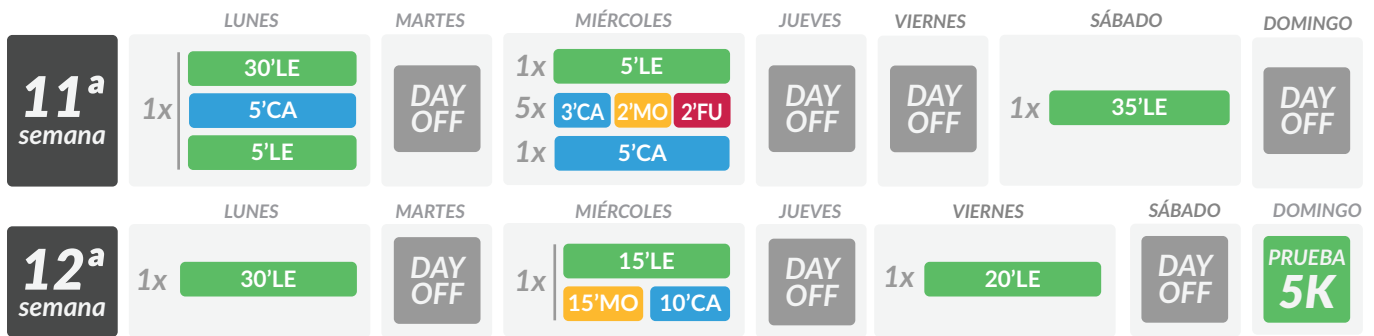 LUNES
MARTES
MIÉRCOLES
JUEVES
VIERNES
SÁBADO
DOMINGO
11ª
semana
1x
30’LE
5’CA
5’LE
DAY
OFF
1x
5’LE
5x
3’CA
2’MO
2’FU
1x
5’CA
DAY
OFF
DAY
OFF
1x
35’LE
DAY
OFF
LUNES
MARTES
MIÉRCOLES
JUEVES
VIERNES
SÁBADO
DOMINGO
12ª
semana
1x
30’LE
DAY
OFF
1x
15’LE
15’MO
10’CA
DAY
OFF
1x
20’LE
DAY
OFF
PRUEBA
5K